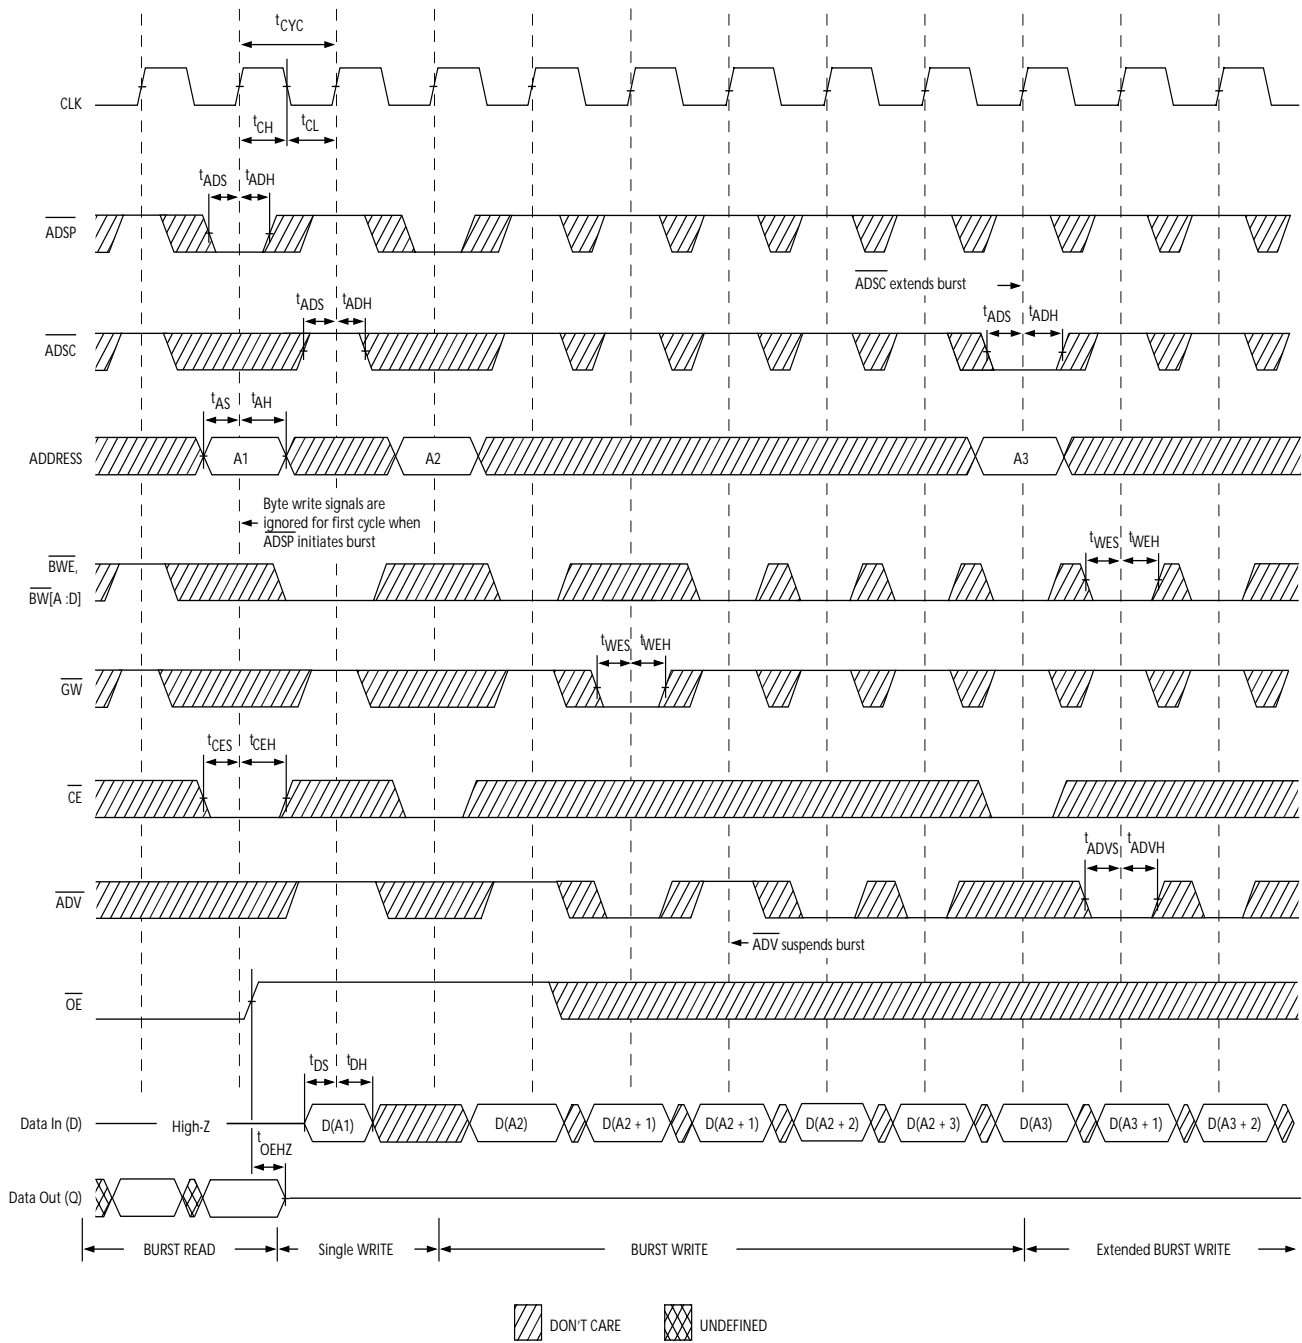 tCYC
CLK
tCH
tCL
tADS
tADH
ADSP
ADSC extends burst
tADS
tADH
tADS
tADH
ADSC
tAS
tAH
ADDRESS
A1
A2
A3
Byte write signals are
ignored for first cycle when
ADSP initiates burst
BWE,
BW[A :D]
tWES
tWEH
tWES
tWEH
GW
tCES
tCEH
CE
tADVS
tADVH
ADV
ADV suspends burst
OE
tDS
tDH
Data In (D)
High-Z
D(A1)
D(A2)
D(A2 + 1)
D(A2 + 1)
D(A2 + 2)
D(A2 + 3)
D(A3)
D(A3 + 1)
D(A3 + 2)
tOEHZ
Data Out (Q)
BURST READ
Single WRITE
BURST WRITE
Extended BURST WRITE
DON'T CARE
UNDEFINED